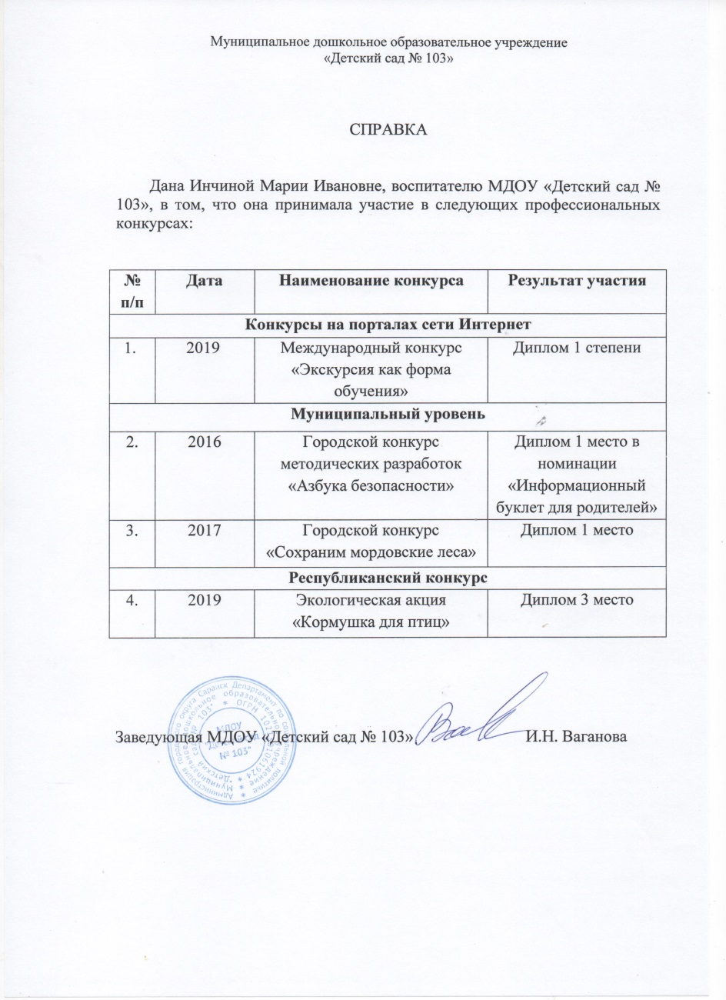 Муниципальное дошкольное образовательное учреждение
«Детский сад № 103»
СПРАВКА
Дана Инчиной Марии Ивановне, воспитателю МДОУ «Детский сад №
103», в том, что она принимала участие в следующих профессиональных
конкурсах:
№ п/п Дата Наименование конкурса Результат участия
Конкурсы на порталах сети Интернет
1. 2019 Международный конкурс Диплом 1 степени
«Экскурсия как форма
обучения»
Муниципальный уровень
2. 2016 Городской конкурс Диплом 1 место в
методических разработок номинации
«Азбука безопасности» «Информационный
буклет для родителей»
3. 2017 Городской конкурс Диплом 1 место
«Сохраним мордовские леса»
Республиканский конкурс
4. 2019 Экологическая акция Диплом 3 место
«Кормушка для птиц»
Заведующая МДОУ «Детский сад № 103» И.Н. Ваганова
Администрация городского округа Саранск Департамент по социальной политике
Муниципальное дошкольное образовательное учреждение
"Детский сад № 103" ОГРН
МДОУ
"Детский сад
№ 103"